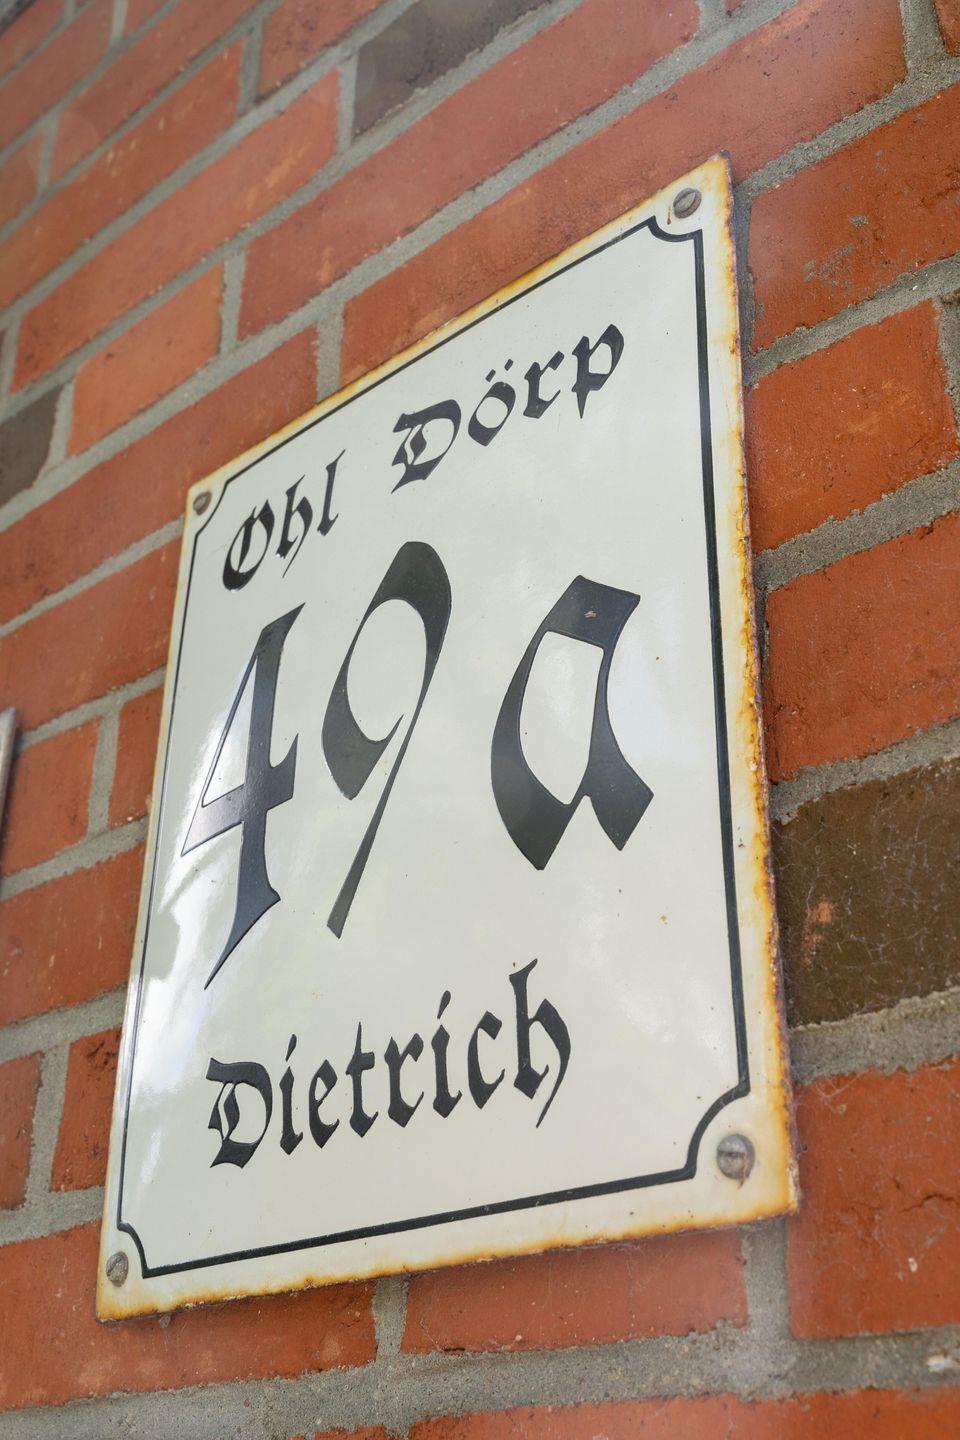 Ohl Dörp
49a
Dietrich